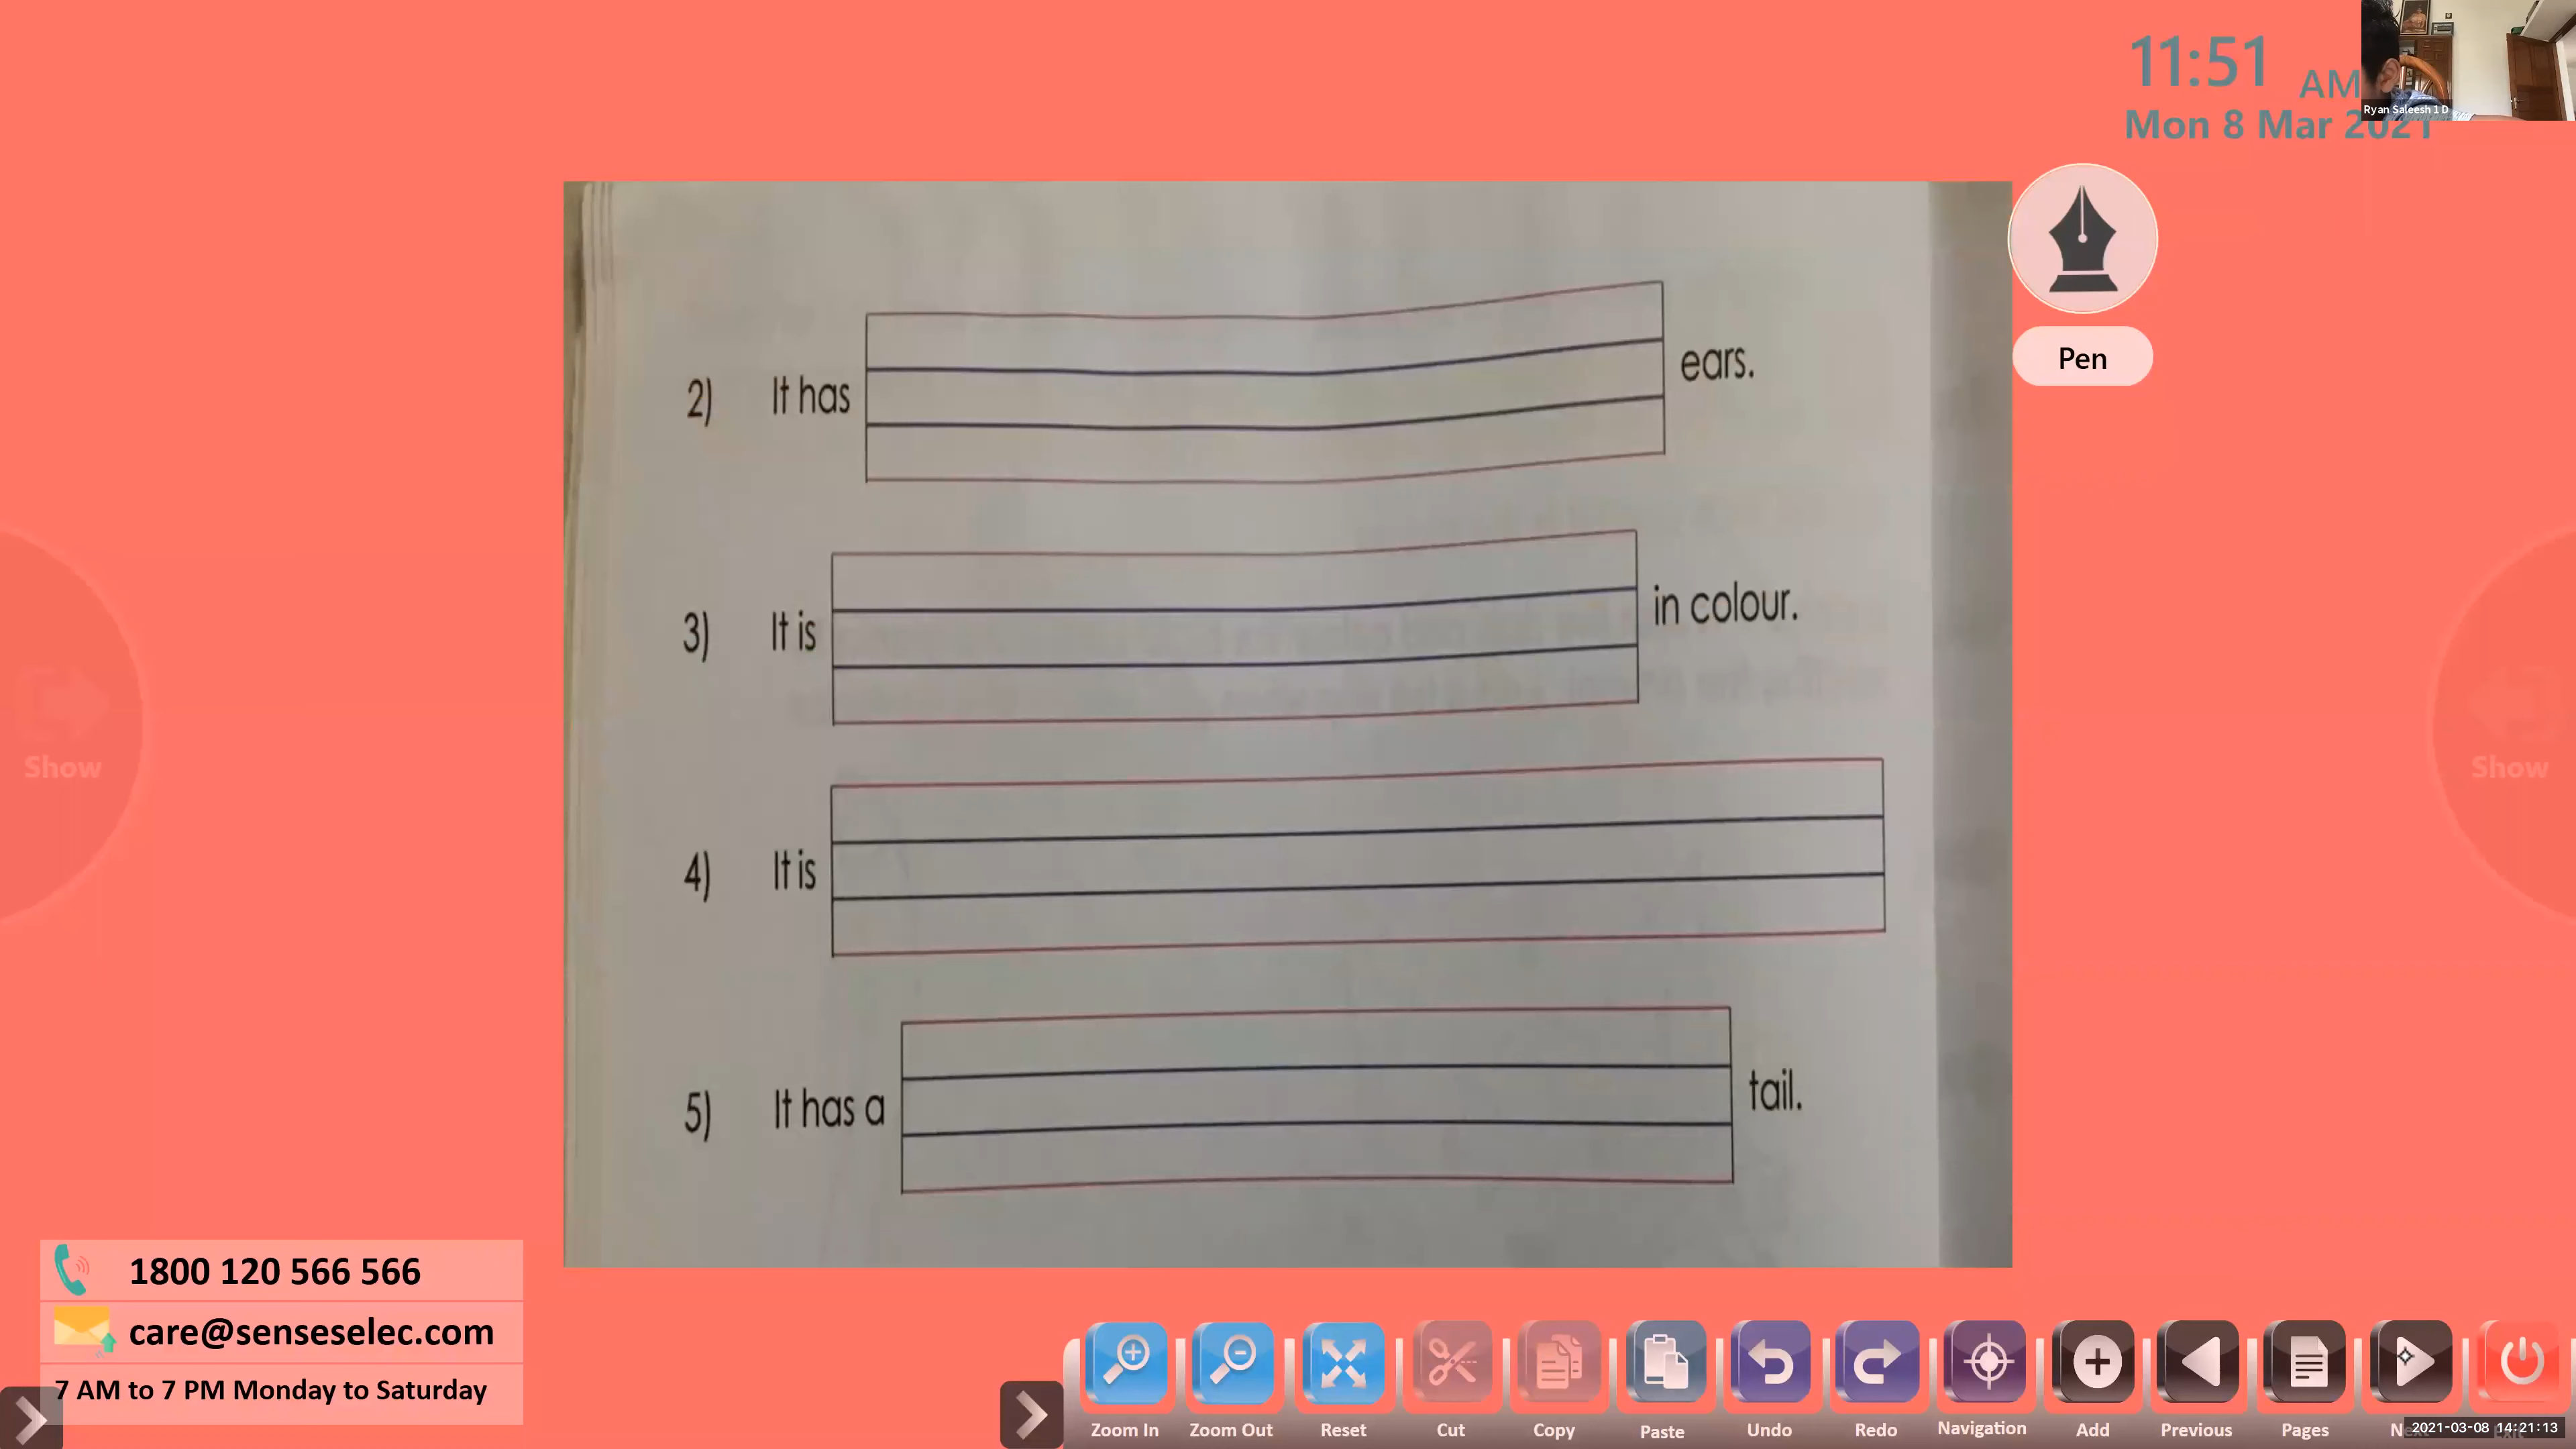 11:51 AM
Mon 8 Mar 2021
Ryan Saleesh 1 D
Pen
2) It has ears.
3) It is in colour.
4) It is
5) It has a tail.
Show
Show
1800 120 566 566
care@senseselec.com
7 AM to 7 PM Monday to Saturday
Zoom In
Zoom Out
Reset
Cut
Copy
Paste
Undo
Redo
Navigation
Add
Previous
Pages
2021-03-08 14:21:13